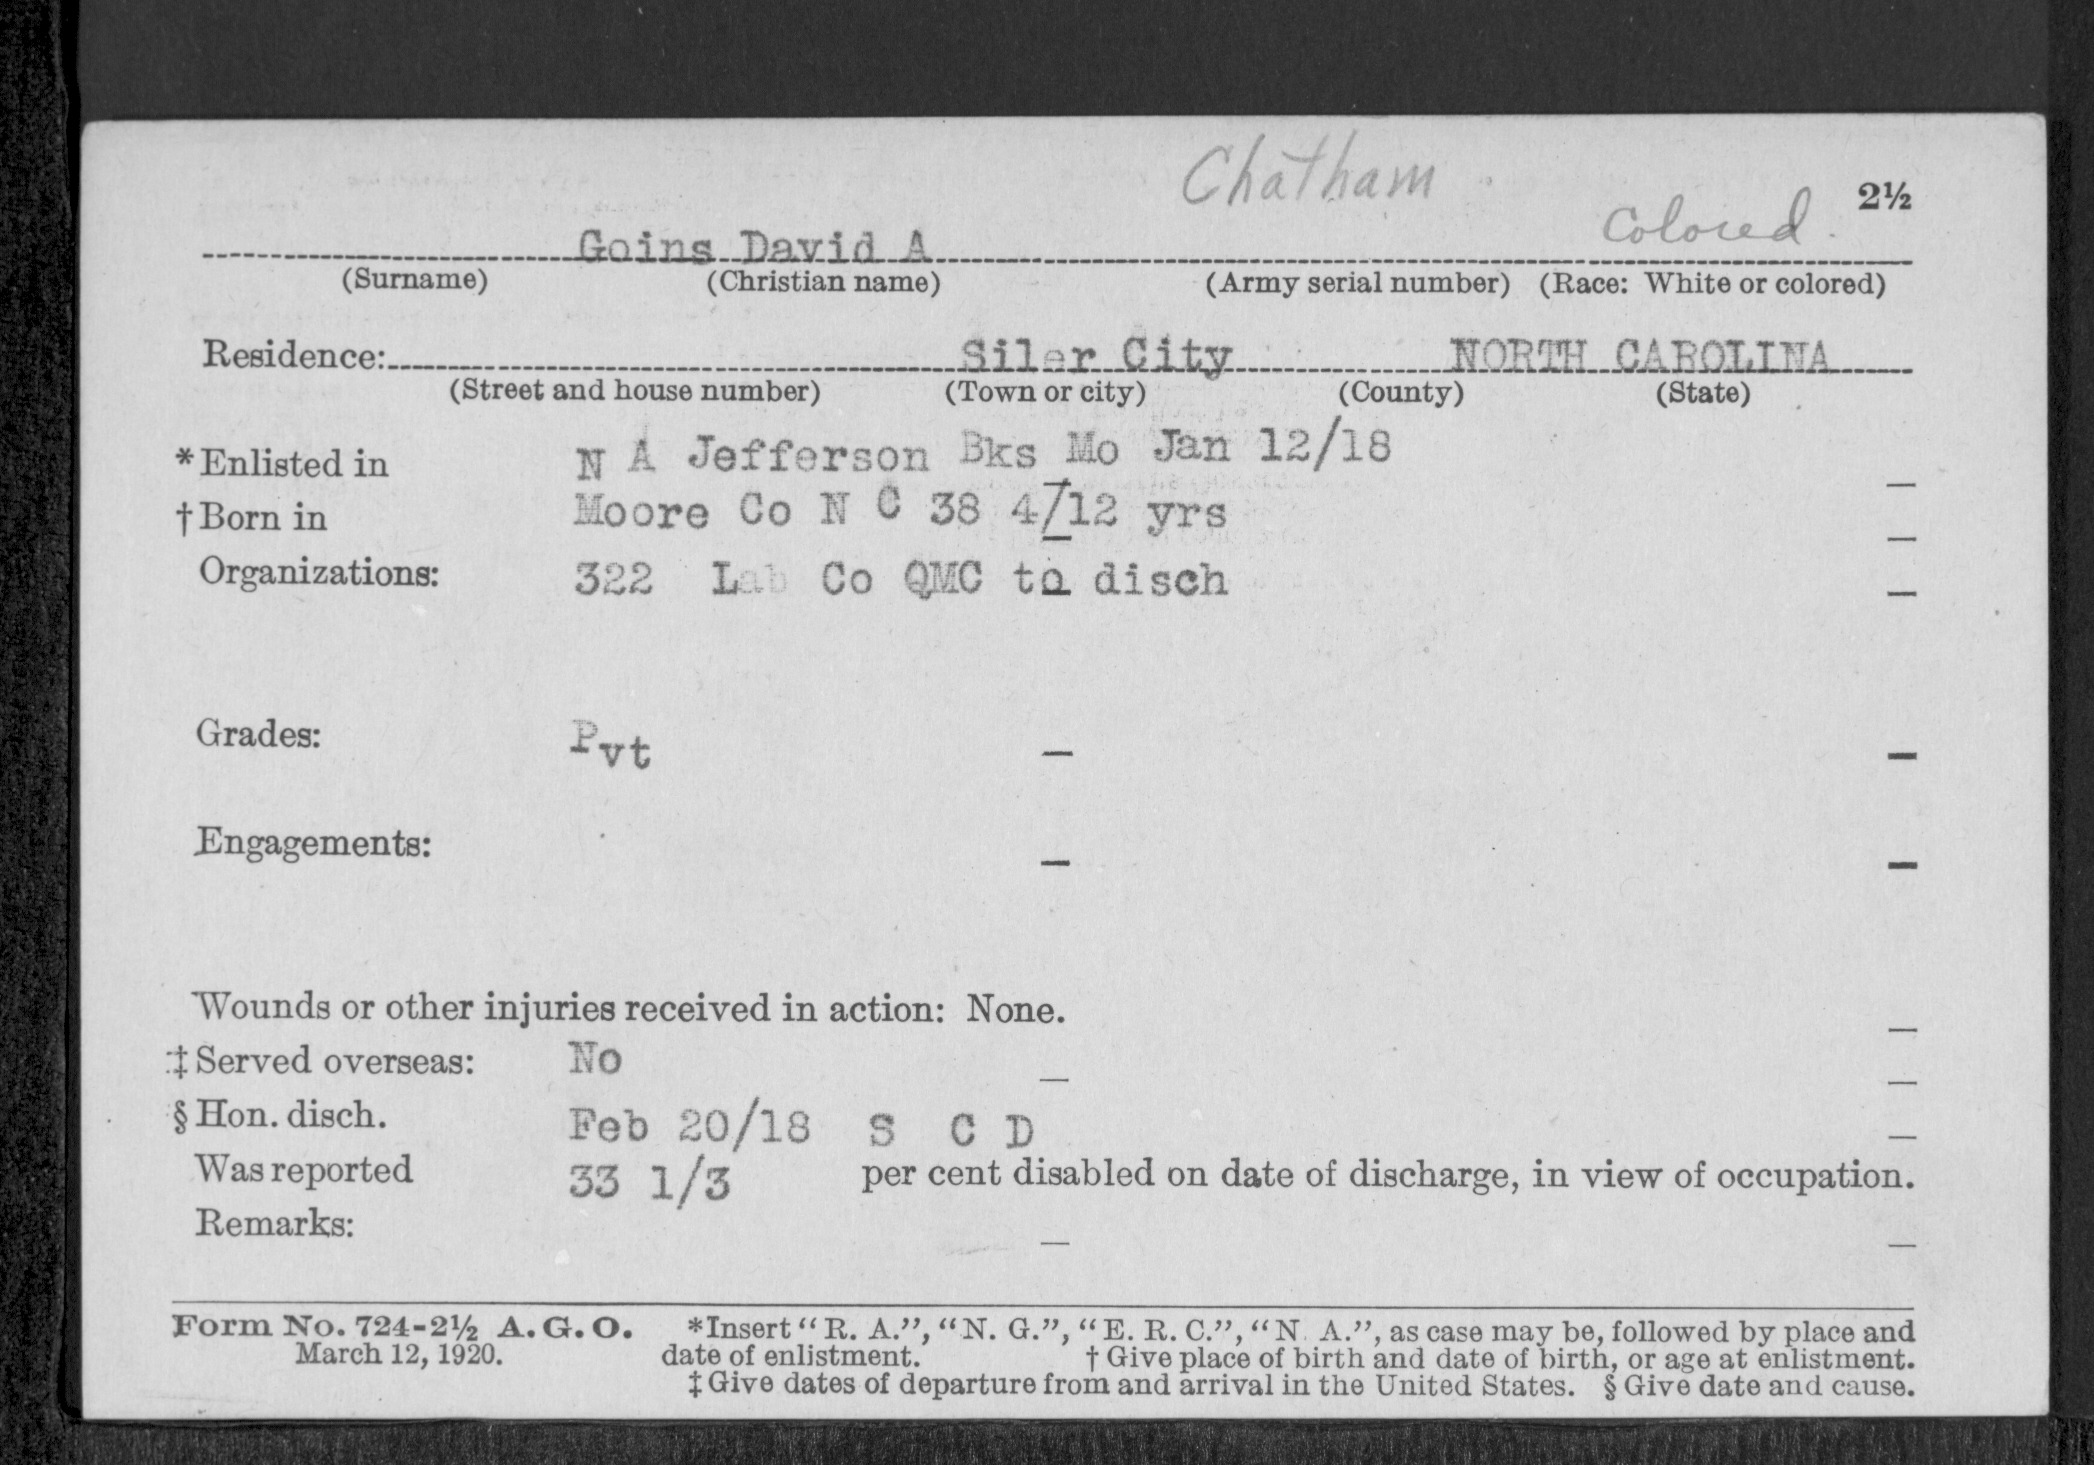 Chatham
2½
Colored.
Goins David A
(Surname) (Christian name) (Army serial number) (Race: White or colored)
Residence: Siler City NORTH CAROLINA
(Street and house number) (Town or city) (County) (State)
*Enlisted in N A Jefferson Bks Mo Jan 12/18
†Born in Moore Co N C 38 4/12 yrs
Organizations: 322 Lab Co QMC to disch
Grades: Pvt
Engagements:
Wounds or other injuries received in action: None.
‡Served overseas: No
§Hon. disch. Feb 20/18 S C D
Was reported 33 1/3 per cent disabled on date of discharge, in view of occupation.
Remarks:
Form No. 724-2½ A.G.O. *Insert "R. A.", "N. G.", "E. R. C.", "N. A.", as case may be, followed by place and
March 12, 1920. date of enlistment. †Give place of birth and date of birth, or age at enlistment.
‡Give dates of departure from and arrival in the United States. §Give date and cause.